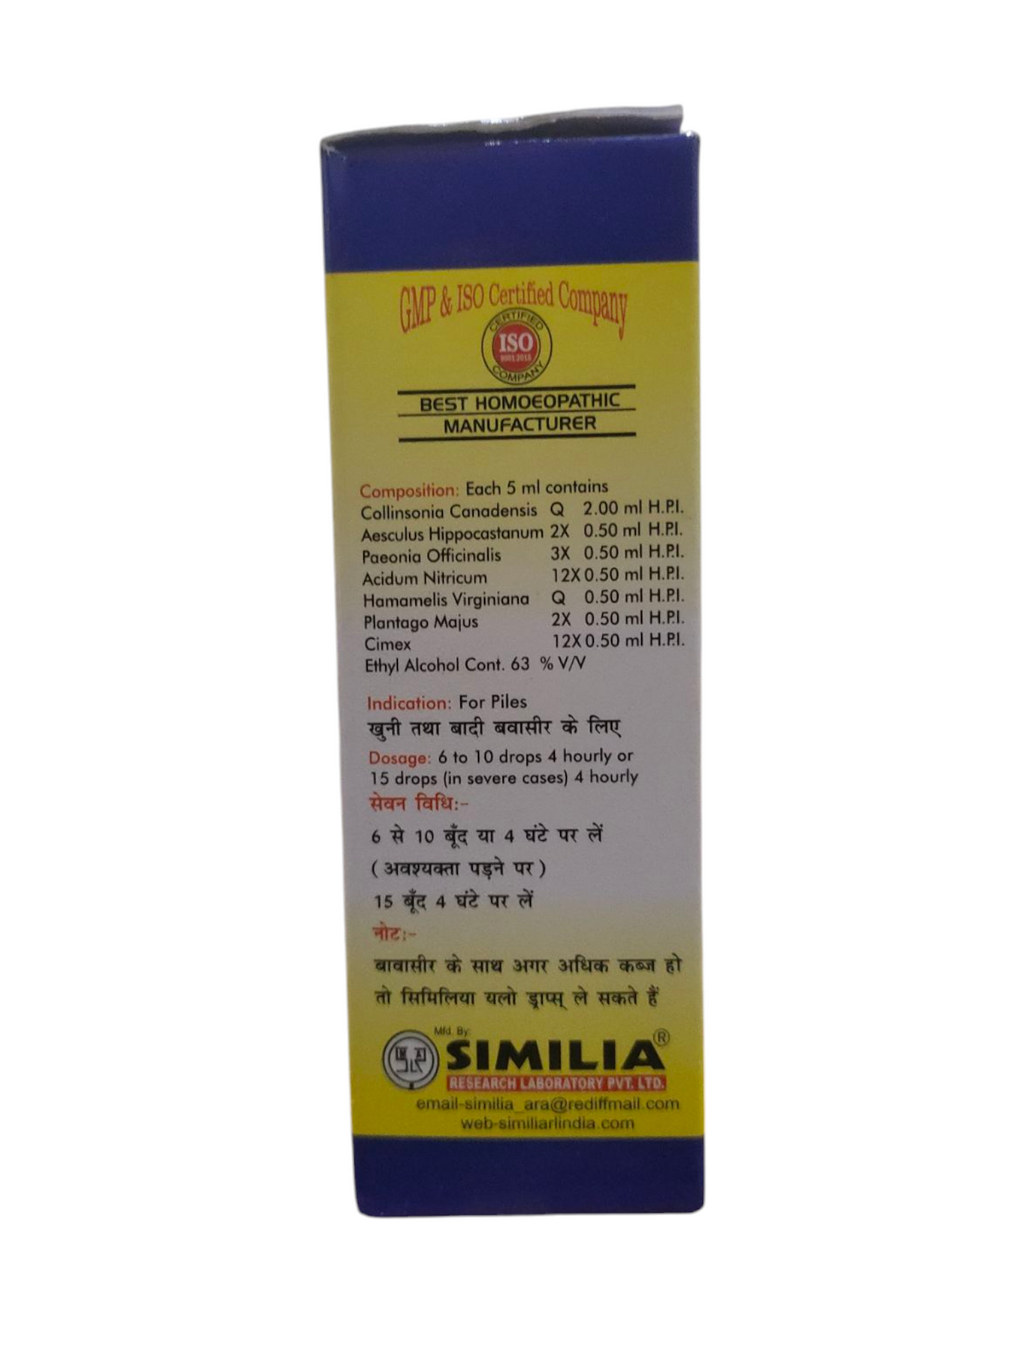 GMP & ISO Certified Company
CERTIFIED
ISO
9001:2015
COMPANY
BEST HOMOEOPATHIC
MANUFACTURER
Composition: Each 5 ml contains
Collinsonia Canadensis Q 2.00 ml H.P.I.
Aesculus Hippocastanum 2X 0.50 ml H.P.I.
Paeonia Officinalis 3X 0.50 ml H.P.I.
Acidum Nitricum 12X 0.50 ml H.P.I.
Hamamelis Virginiana Q 0.50 ml H.P.I.
Plantago Majus 2X 0.50 ml H.P.I.
Cimex 12X 0.50 ml H.P.I.
Ethyl Alcohol Cont. 63 % V/V
Indication: For Piles
खुनी तथा बादी बवासीर के लिए
Dosage: 6 to 10 drops 4 hourly or
15 drops (in severe cases) 4 hourly
सेवन विधि:-
6 से 10 बूँद या 4 घंटे पर लें
( अवश्यक्ता पड़ने पर )
15 बूँद 4 घंटे पर लें
नोट:-
बावासीर के साथ अगर अधिक कब्ज हो
तो सिमिलिया यलो ड्राप्स् ले सकते हैं
Mfd. By:
SIMILIA®
RESEARCH LABORATORY PVT. LTD.
email-similia_ara@rediffmail.com
web-similiarlindia.com